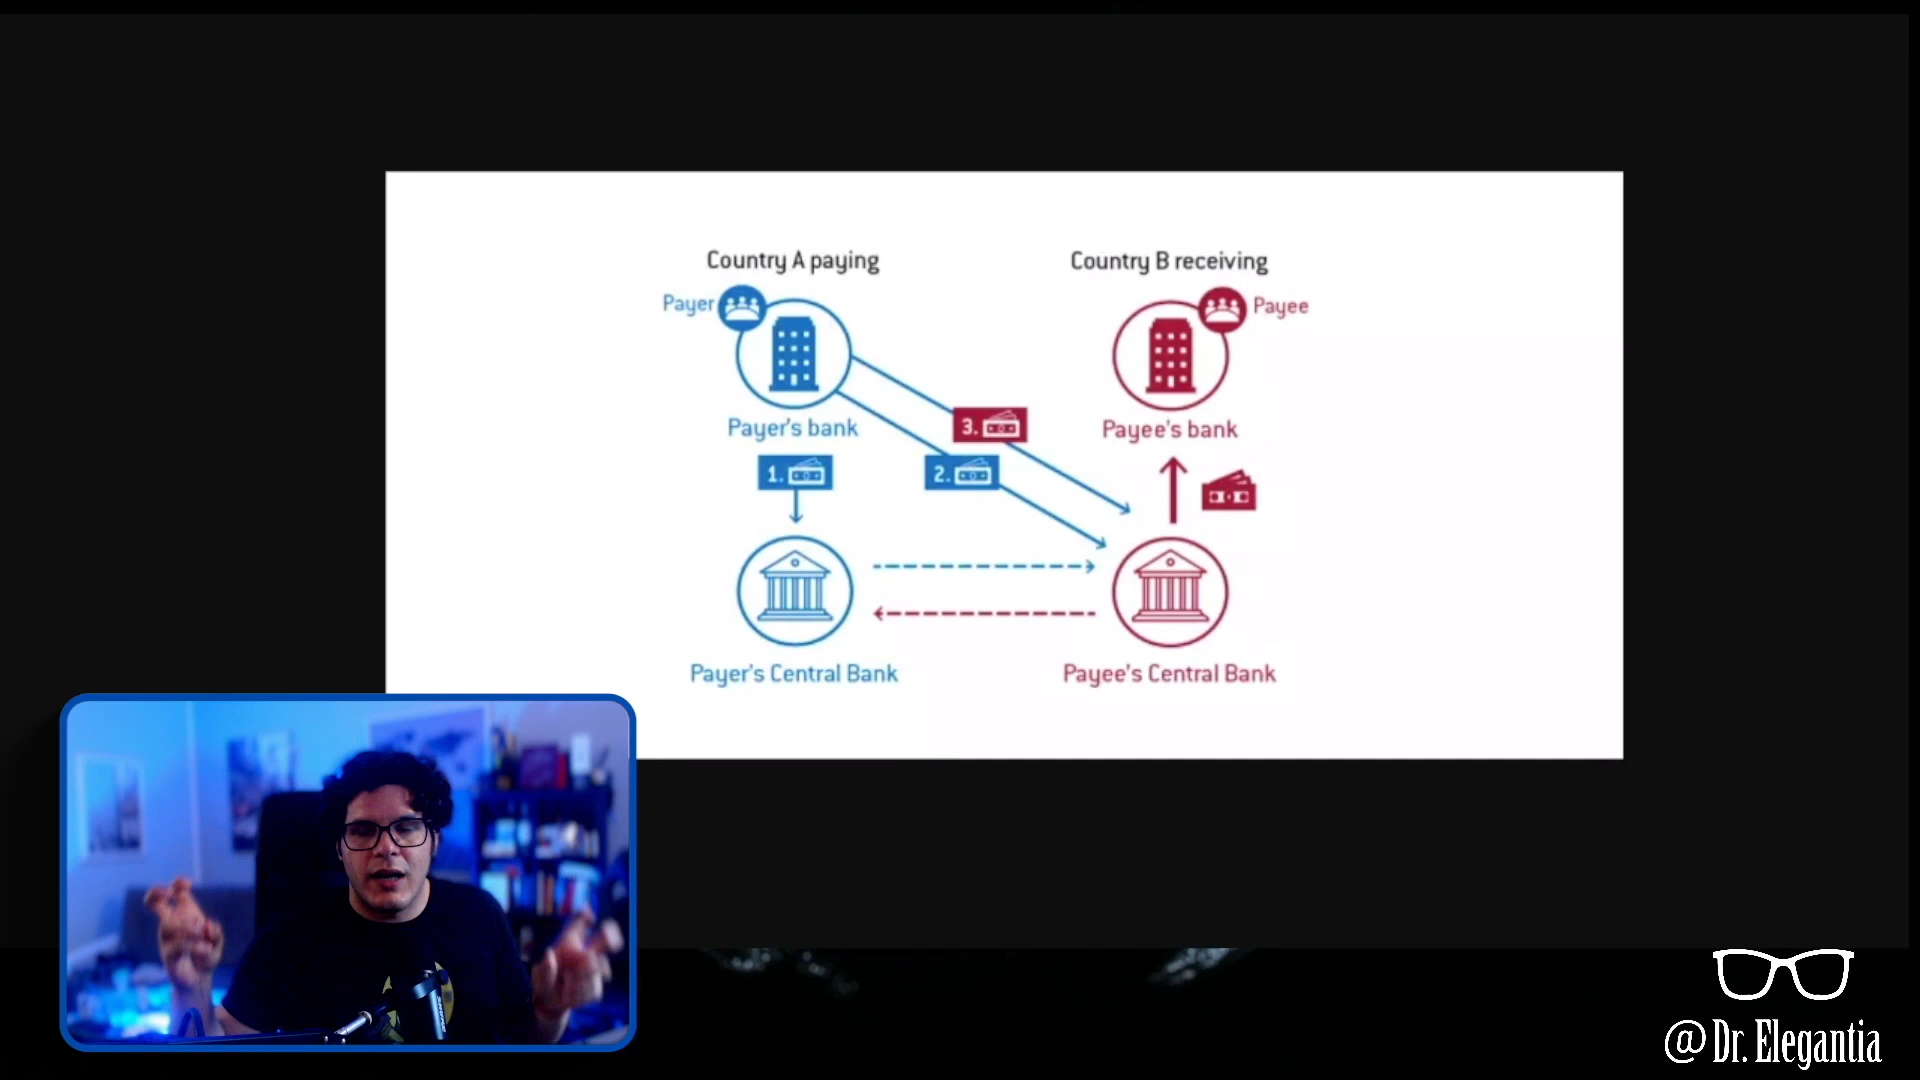 Country A paying
Country B receiving
Payer
Payee
Payer's bank
Payee's bank
3.
1.
2.
Payer's Central Bank
Payee's Central Bank
@Dr. Elegantia